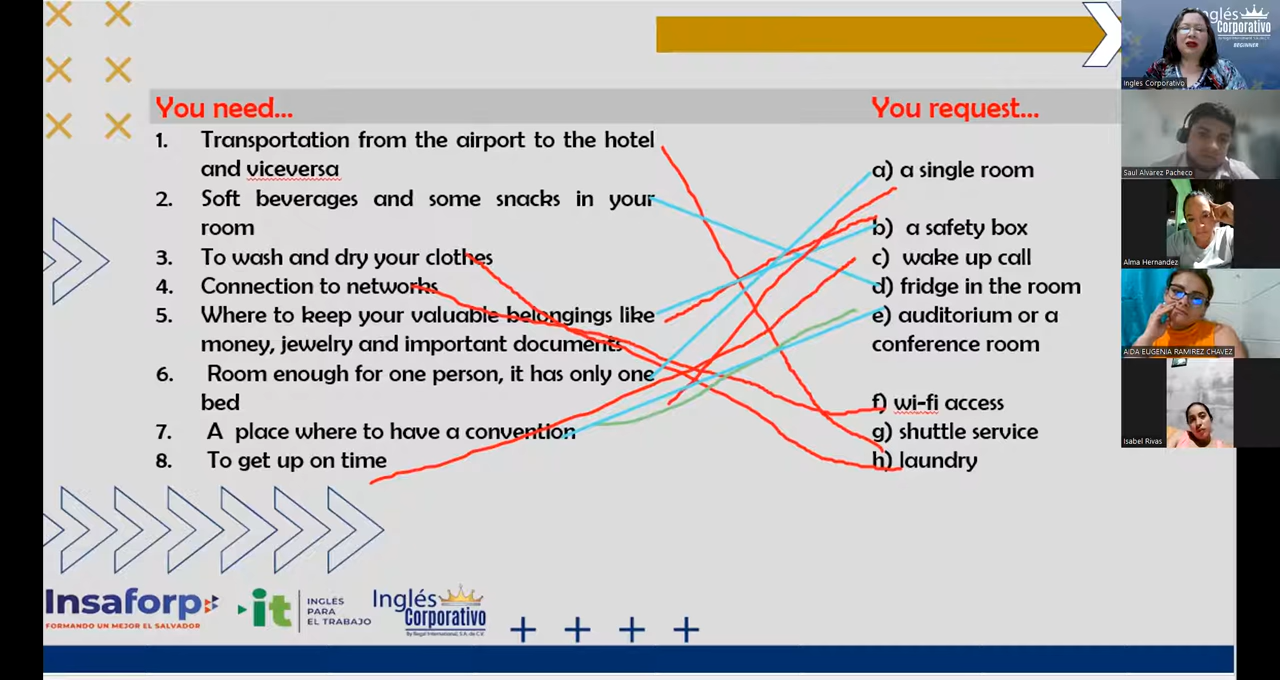 You need...
You request...
1. Transportation from the airport to the hotel
and viceversa
2. Soft beverages and some snacks in your
room
3. To wash and dry your clothes
4. Connection to networks
5. Where to keep your valuable belongings like
money, jewelry and important documents
6. Room enough for one person, it has only one
bed
7. A place where to have a convention
8. To get up on time
a) a single room
b) a safety box
c) wake up call
d) fridge in the room
e) auditorium or a
conference room
f) wi-fi access
g) shuttle service
h) laundry
Insaforp
FORMANDO UN MEJOR EL SALVADOR
it
INGLÉS
PARA
EL TRABAJO
Inglés
Corporativo
By Regal International, S.A. de C.V.
Inglés
Corporativo
BEGINNER
Ingles Corporativo
Saul Alvarez Pacheco
Alma Hernandez
AIDA EUGENIA RAMIREZ CHAVEZ
Isabel Rivas